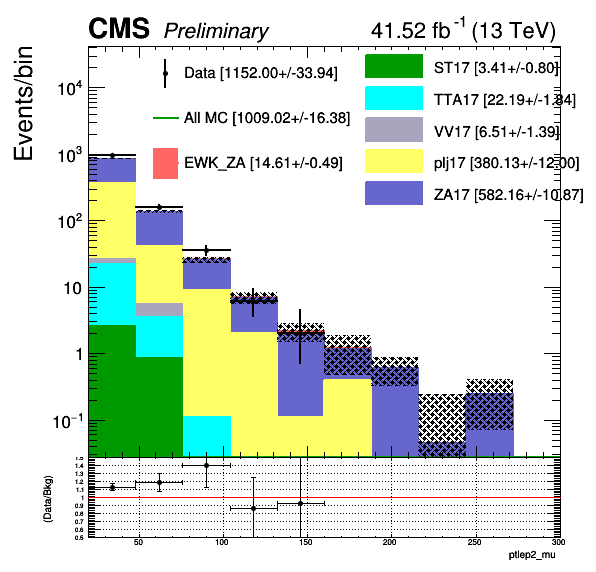 CMS Preliminary 41.52 fb⁻¹ (13 TeV)
Events/bin
Data [1152.00+/-33.94]
All MC [1009.02+/-16.38]
EWK_ZA [14.61+/-0.49]
ST17 [3.41+/-0.80]
TTA17 [22.19+/-1.84]
VV17 [6.51+/-1.39]
plj17 [380.13+/-12.00]
ZA17 [582.16+/-10.87]
10⁴
10³
10²
10
1
10⁻¹
(Data/Bkg)
1.5
1.4
1.3
1.2
1.1
1
0.9
0.8
0.7
0.6
0.5
50 100 150 200 250 300
ptlep2_mu